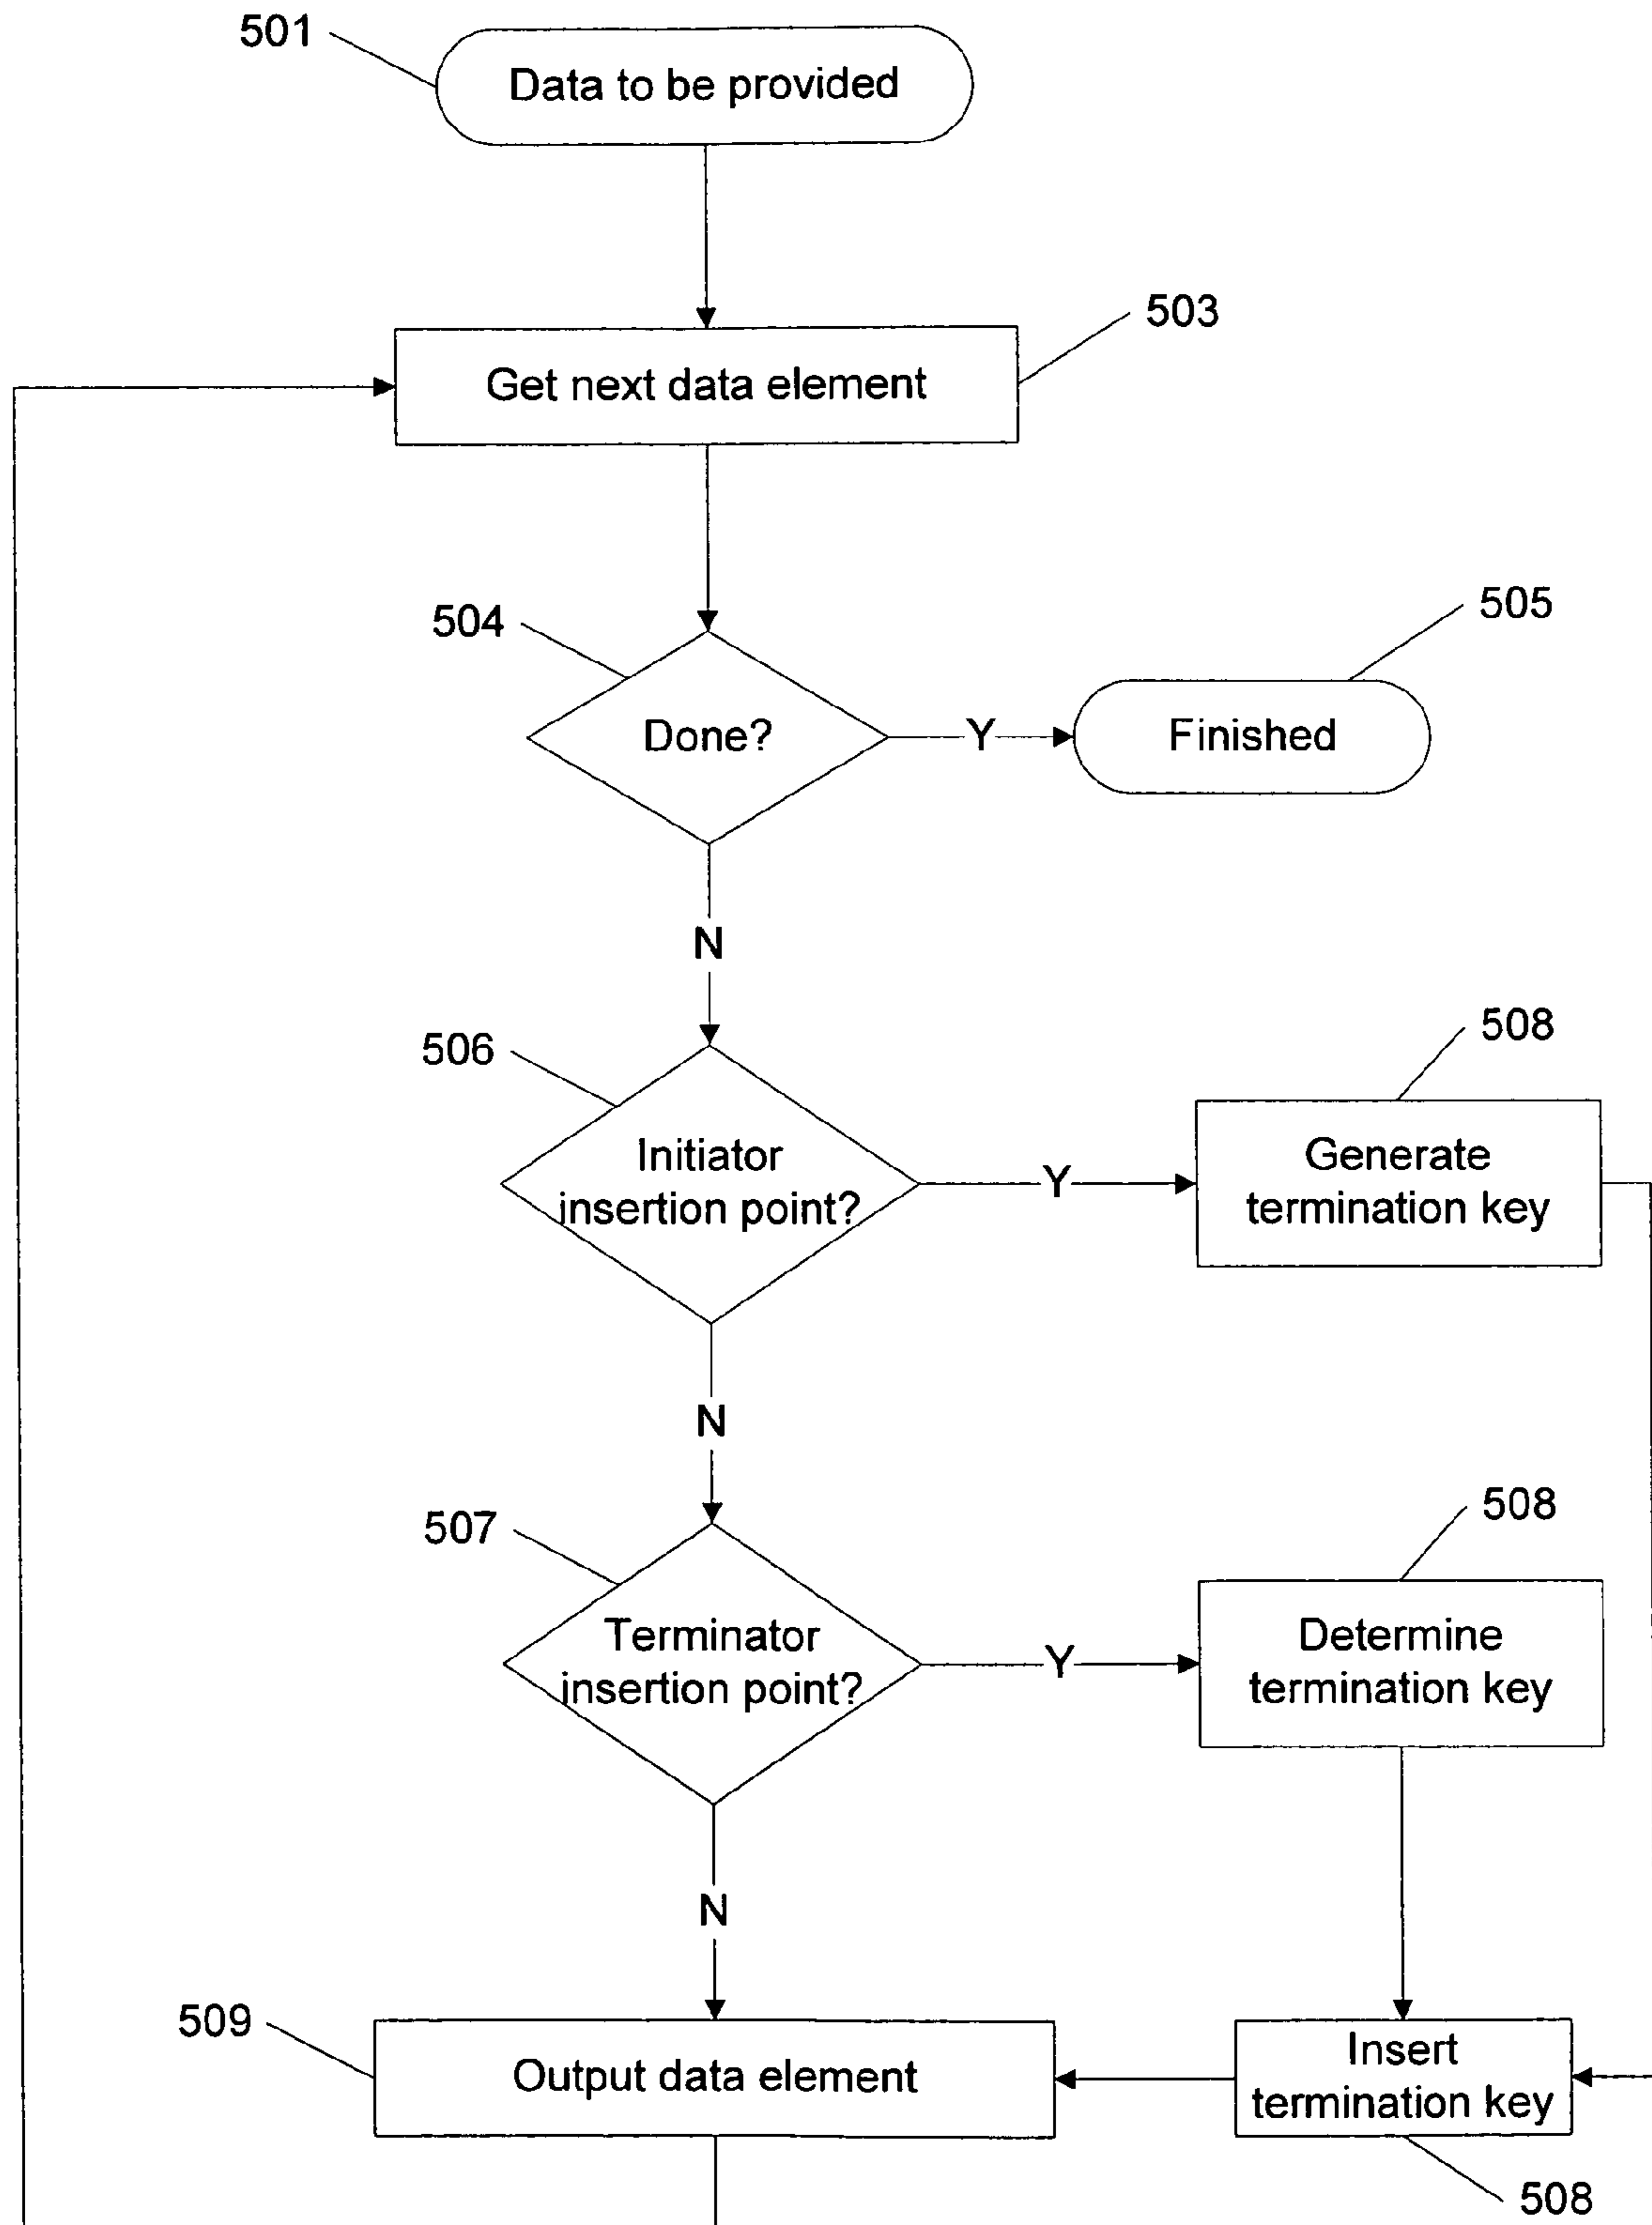 501
Data to be provided
503
Get next data element
504
505
Done?
Y
Finished
N
506
508
Initiator
insertion point?
Y
Generate
termination key
N
507
508
Terminator
insertion point?
Y
Determine
termination key
N
509
Output data element
Insert
termination key
508